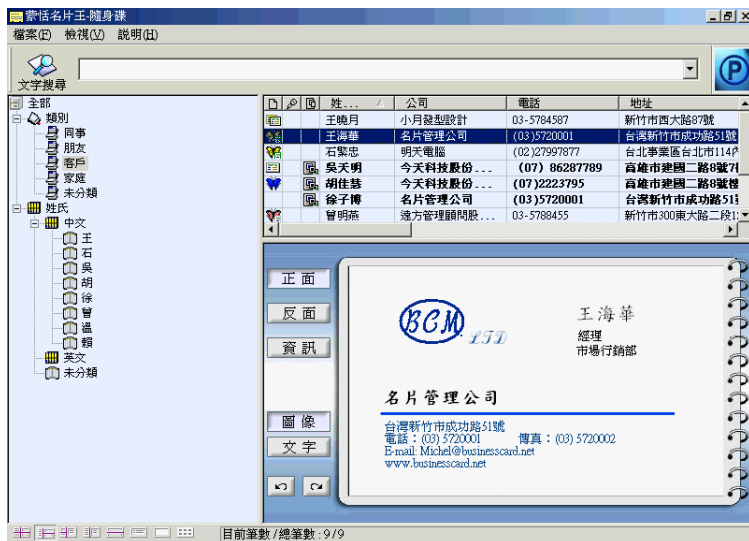 蒙恬名片王-隨身碟
檔案(F) 檢視(V) 說明(H)
文字搜尋
P
全部
類別
同事
朋友
客戶
家庭
未分類
姓氏
中文
王
石
吳
胡
徐
曾
溫
賴
英文
未分類
姓... 公司 電話 地址
王曉月 小月發型設計 03-5784587 新竹市西大路87號
王海華 名片管理公司 (03)5720001 台灣新竹市成功路51號
石繁忠 明天電腦 (02)27997877 台北事業區台北市114內
吳天明 今天科技股份... (07) 86287789 高雄市建國二路8號7樓
胡佳慧 今天科技股份... (07)2223795 高雄市建國二路8號樓
徐子博 名片管理公司 (03)5720001 台灣新竹市成功路51號
曾明燕 遠方管理顧問股... 03-5788455 新竹市300東大路二段12
正面
反面
資訊
圖像
文字
BCM LTD
王海華
經理
市場行銷部
名片管理公司
台灣新竹市成功路51號
電話：(03) 5720001 傳真：(03) 5720002
E-mail: Michel@businesscard.net
www.businesscard.net
目前筆數/總筆數:9/9